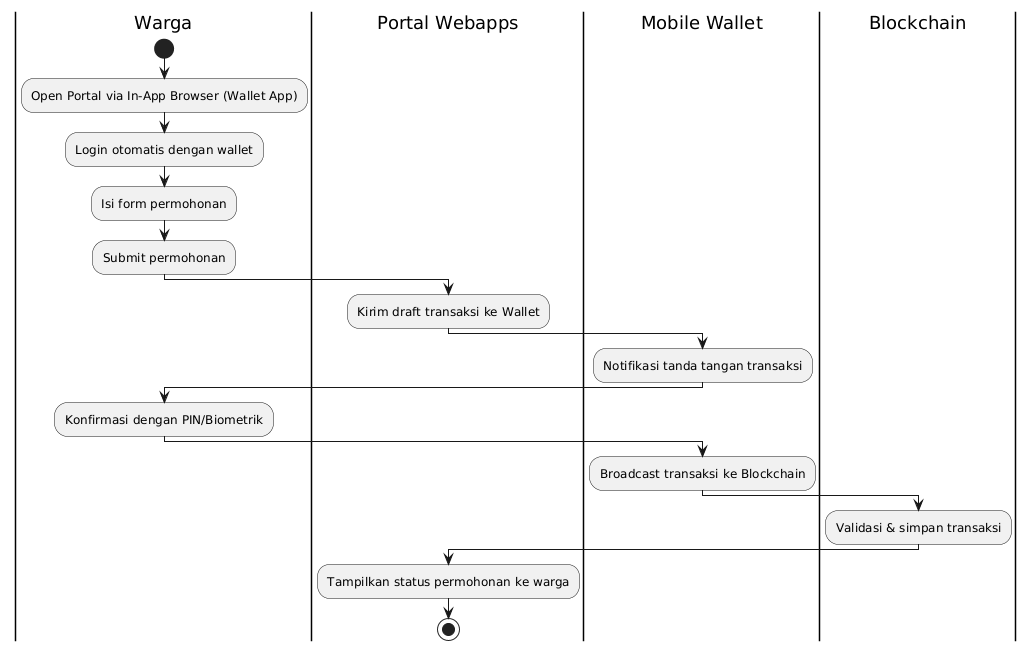 Warga
Portal Webapps
Mobile Wallet
Blockchain
Open Portal via In-App Browser (Wallet App)
Login otomatis dengan wallet
Isi form permohonan
Submit permohonan
Kirim draft transaksi ke Wallet
Notifikasi tanda tangan transaksi
Konfirmasi dengan PIN/Biometrik
Broadcast transaksi ke Blockchain
Validasi & simpan transaksi
Tampilkan status permohonan ke warga